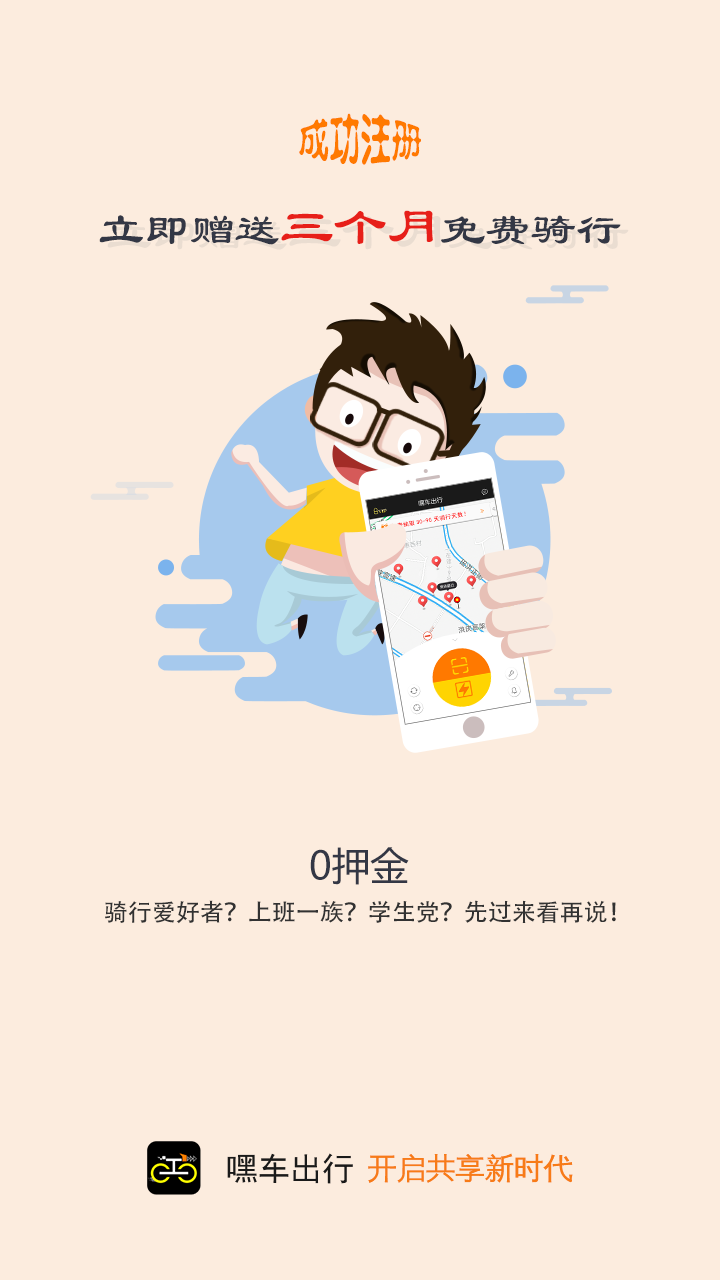 成功注册
立即赠送三个月免费骑行
嘿车出行
0押金
骑行爱好者？上班一族？学生党？先过来看再说！
嘿车出行 开启共享新时代